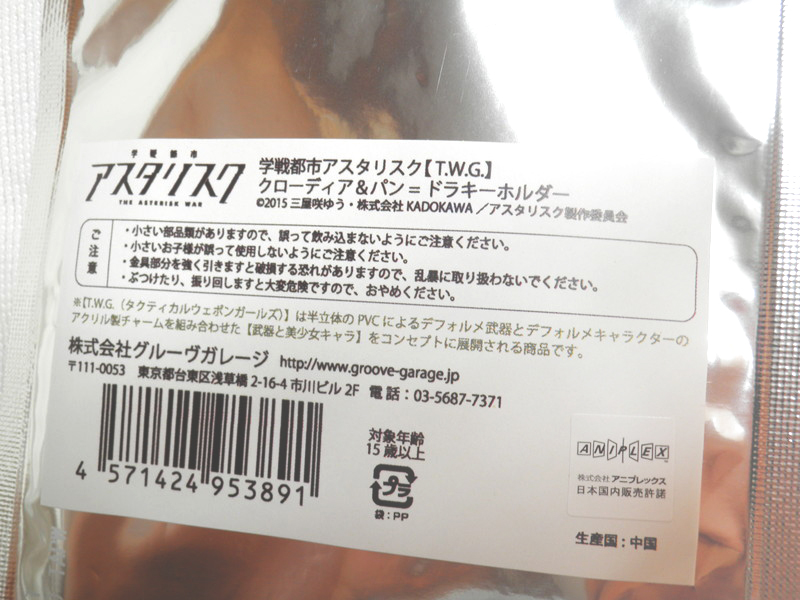 学戦都市
アスタリスク
THE ASTERISK WAR
学戦都市アスタリスク【T.W.G.】
クローディア&パン=ドラキーホルダー
©2015 三屋咲ゆう・株式会社 KADOKAWA/アスタリスク製作委員会
ご注意
・小さい部品類がありますので、誤って飲み込まないようにご注意ください。
・小さいお子様が誤って使用しないようにご注意ください。
・金具部分を強く引きますと破損する恐れがありますので、乱暴に取り扱わないでください。
・ぶつけたり、振り回しますと大変危険ですので、おやめください。
※【T.W.G.(タクティカルウェポンガールズ)】は半立体の PVC によるデフォルメ武器とデフォルメキャラクターの
アクリル製チャームを組み合わせた【武器と美少女キャラ】をコンセプトに展開される商品です。
株式会社グルーヴガレージ http://www.groove-garage.jp
〒111-0053 東京都台東区浅草橋 2-16-4 市川ビル 2F 電話:03-5687-7371
4 571424 953891
対象年齢
15 歳以上
プラ
袋:PP
ANIPLEX
株式会社 アニプレックス
日本国内販売許諾
生産国:中国